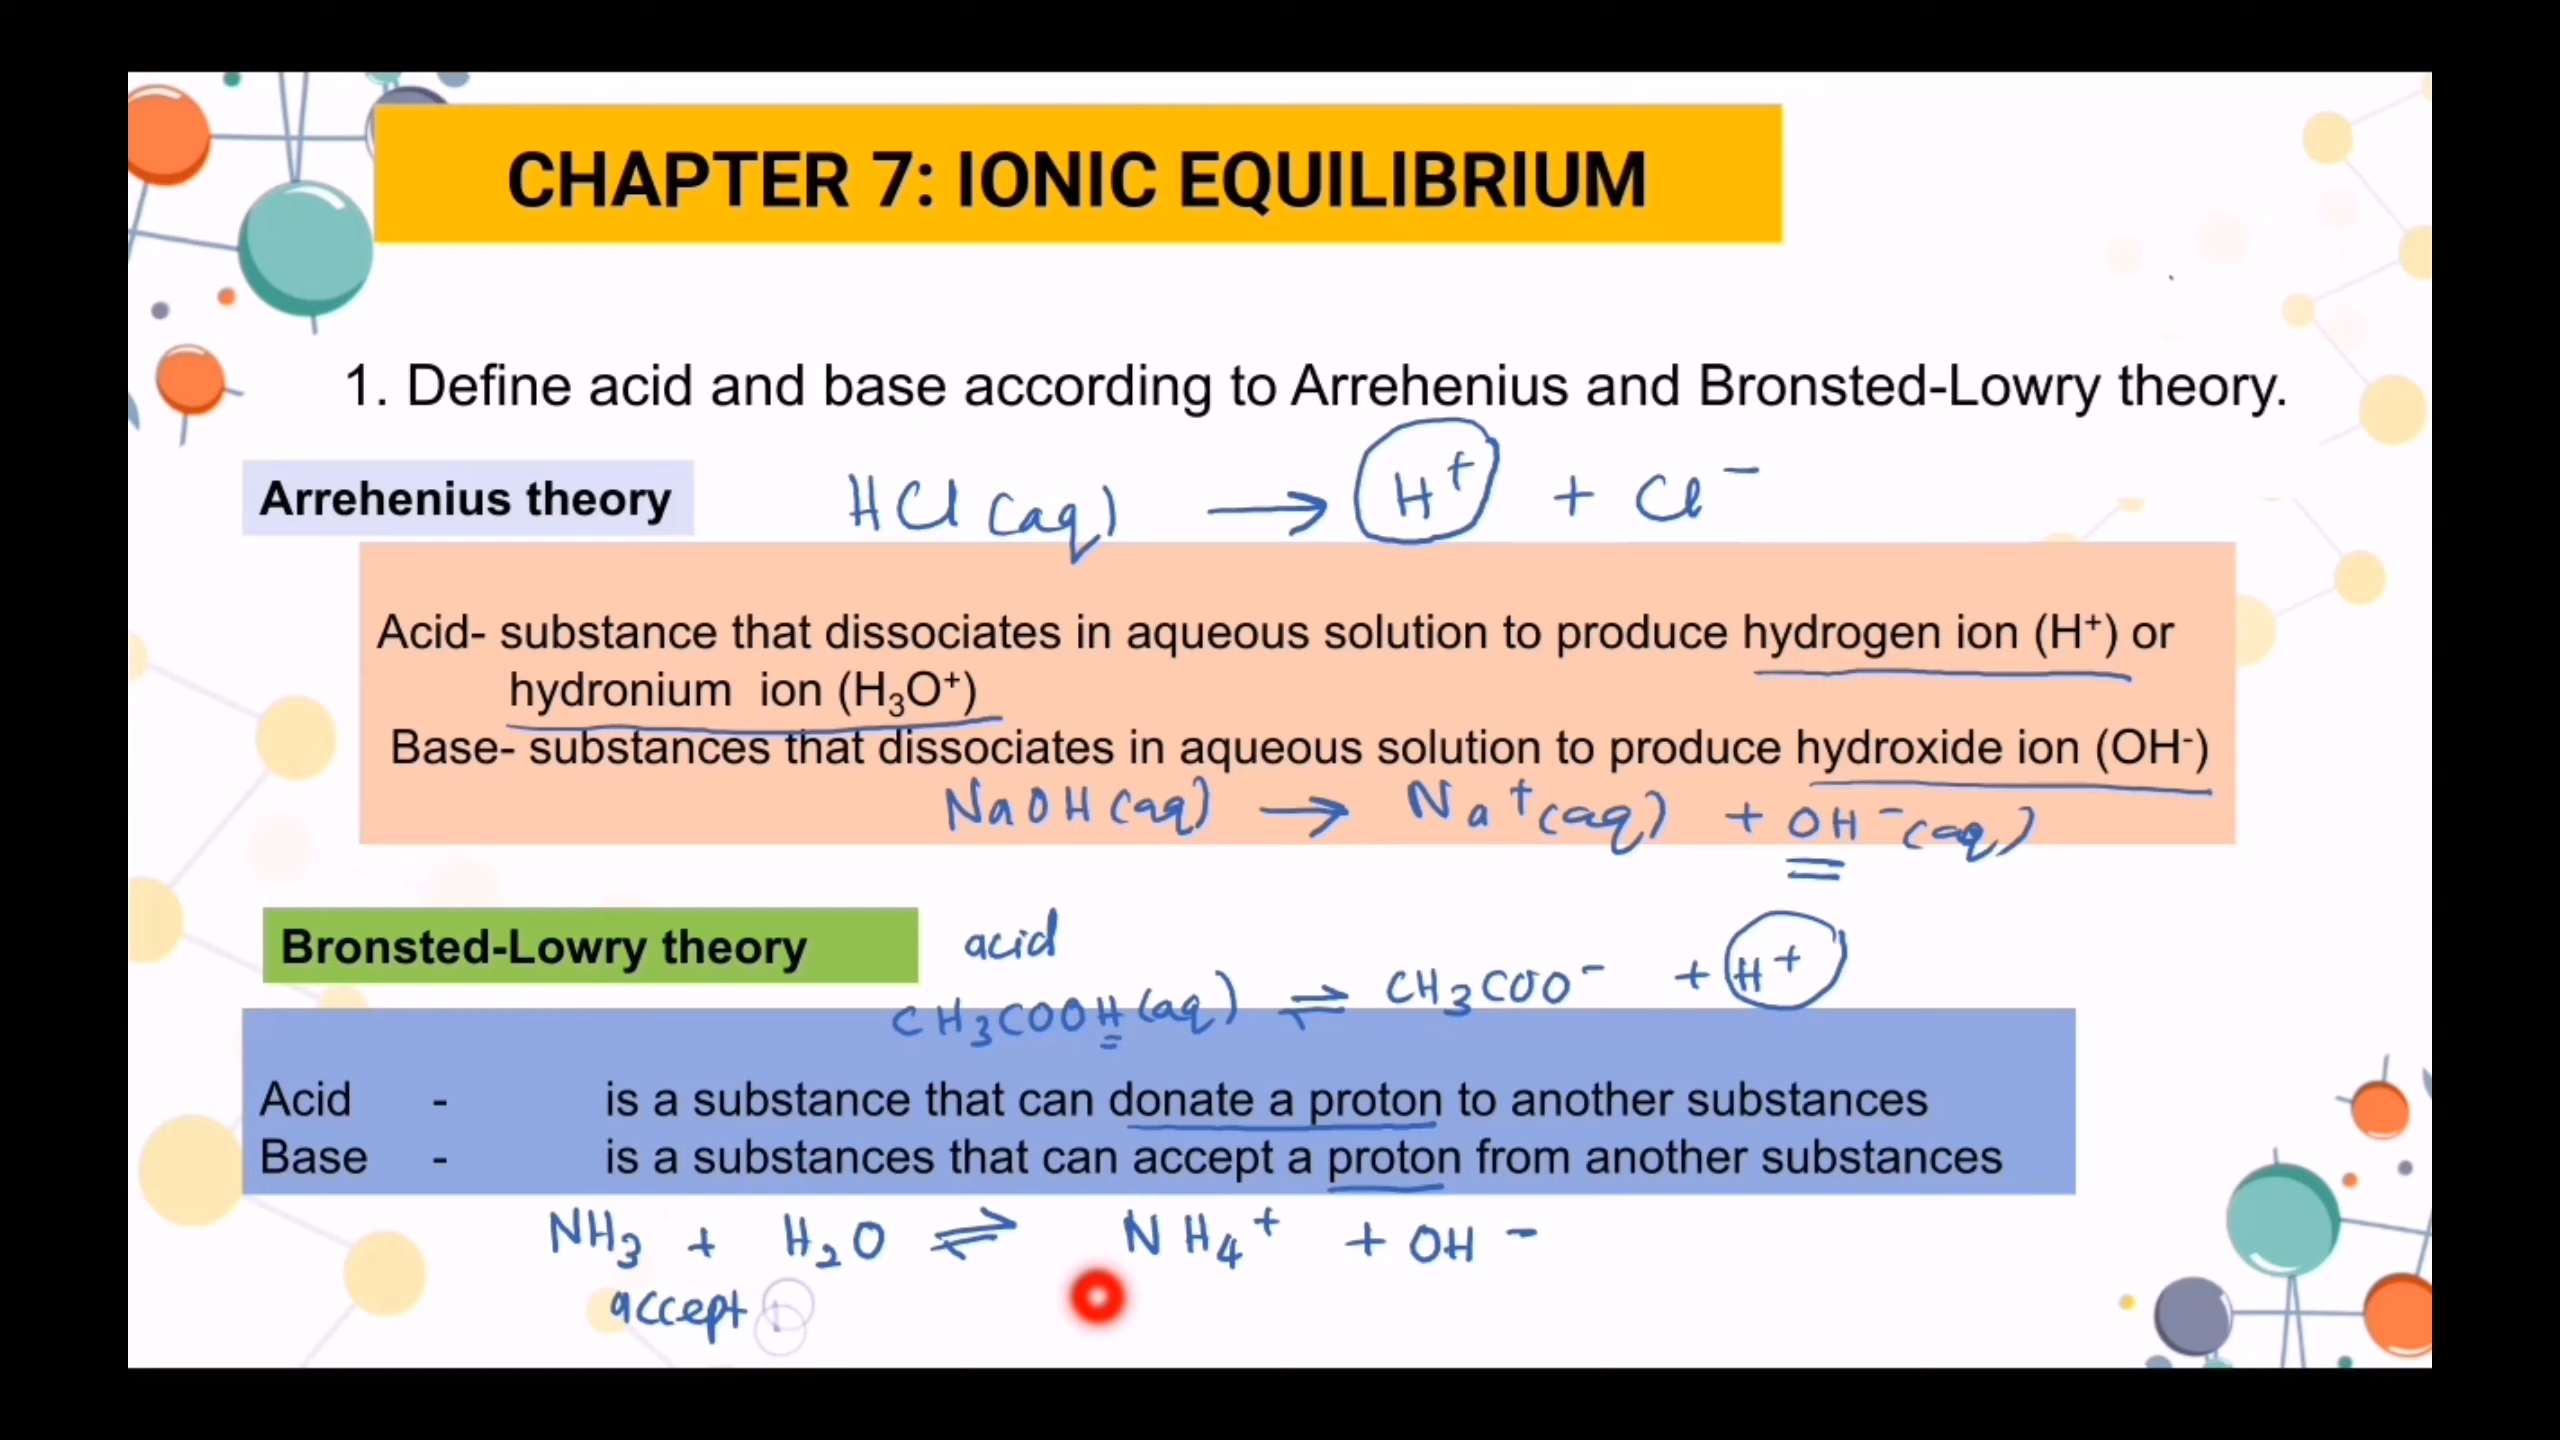 CHAPTER 7: IONIC EQUILIBRIUM
1. Define acid and base according to Arrehenius and Bronsted-Lowry theory.
Arrehenius theory
HCl (aq) → H⁺ + Cl⁻
Acid- substance that dissociates in aqueous solution to produce hydrogen ion (H⁺) or
hydronium ion (H₃O⁺)
Base- substances that dissociates in aqueous solution to produce hydroxide ion (OH⁻)
NaOH (aq) → Na⁺(aq) + OH⁻(aq)
Bronsted-Lowry theory
acid
CH₃COOH (aq) ⇌ CH₃COO⁻ + H⁺
Acid - is a substance that can donate a proton to another substances
Base - is a substances that can accept a proton from another substances
NH₃ + H₂O ⇌ NH₄⁺ + OH⁻
accept